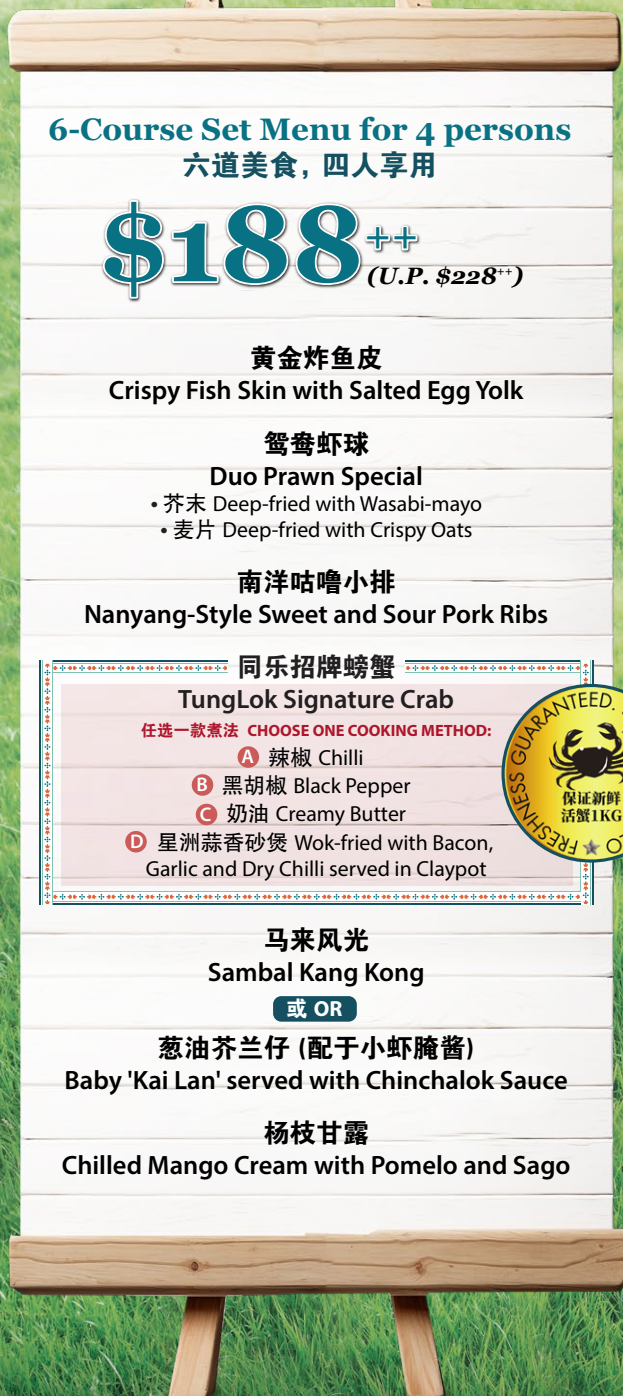 6-Course Set Menu for 4 persons
六道美食, 四人享用
$188++
(U.P. $228++)
黄金炸鱼皮
Crispy Fish Skin with Salted Egg Yolk
鸳鸯虾球
Duo Prawn Special
• 芥末 Deep-fried with Wasabi-mayo
• 麦片 Deep-fried with Crispy Oats
南洋咕噜小排
Nanyang-Style Sweet and Sour Pork Ribs
同乐招牌螃蟹
TungLok Signature Crab
任选一款煮法 CHOOSE ONE COOKING METHOD:
A 辣椒 Chilli
B 黑胡椒 Black Pepper
C 奶油 Creamy Butter
D 星洲蒜香砂煲 Wok-fried with Bacon,
Garlic and Dry Chilli served in Claypot
FRESHNESS GUARANTEED.
保证新鲜
活蟹1KG
马来风光
Sambal Kang Kong
或 OR
葱油芥兰仔 (配于小虾腌酱)
Baby 'Kai Lan' served with Chinchalok Sauce
杨枝甘露
Chilled Mango Cream with Pomelo and Sago